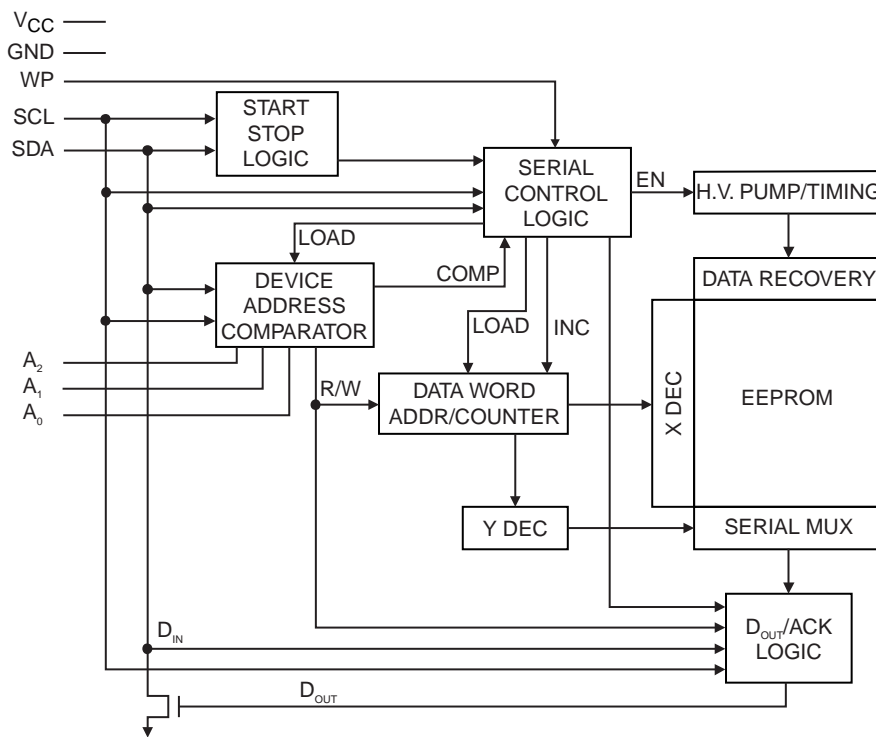 VCC
GND
WP
SCL
SDA
START
STOP
LOGIC
SERIAL
CONTROL
LOGIC
EN
H.V. PUMP/TIMING
LOAD
COMP
DEVICE
ADDRESS
COMPARATOR
DATA RECOVERY
LOAD
INC
A2
A1
A0
R/W
DATA WORD
ADDR/COUNTER
X DEC
EEPROM
Y DEC
SERIAL MUX
DIN
DOUT/ACK
LOGIC
DOUT